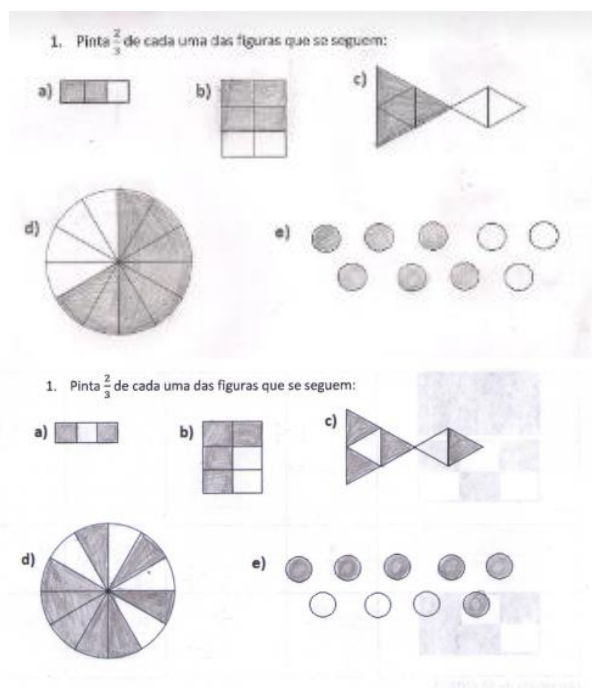 1. Pinta 2/3 de cada uma das figuras que se seguem:
a)
b)
c)
d)
e)
1. Pinta 2/3 de cada uma das figuras que se seguem:
a)
b)
c)
d)
e)